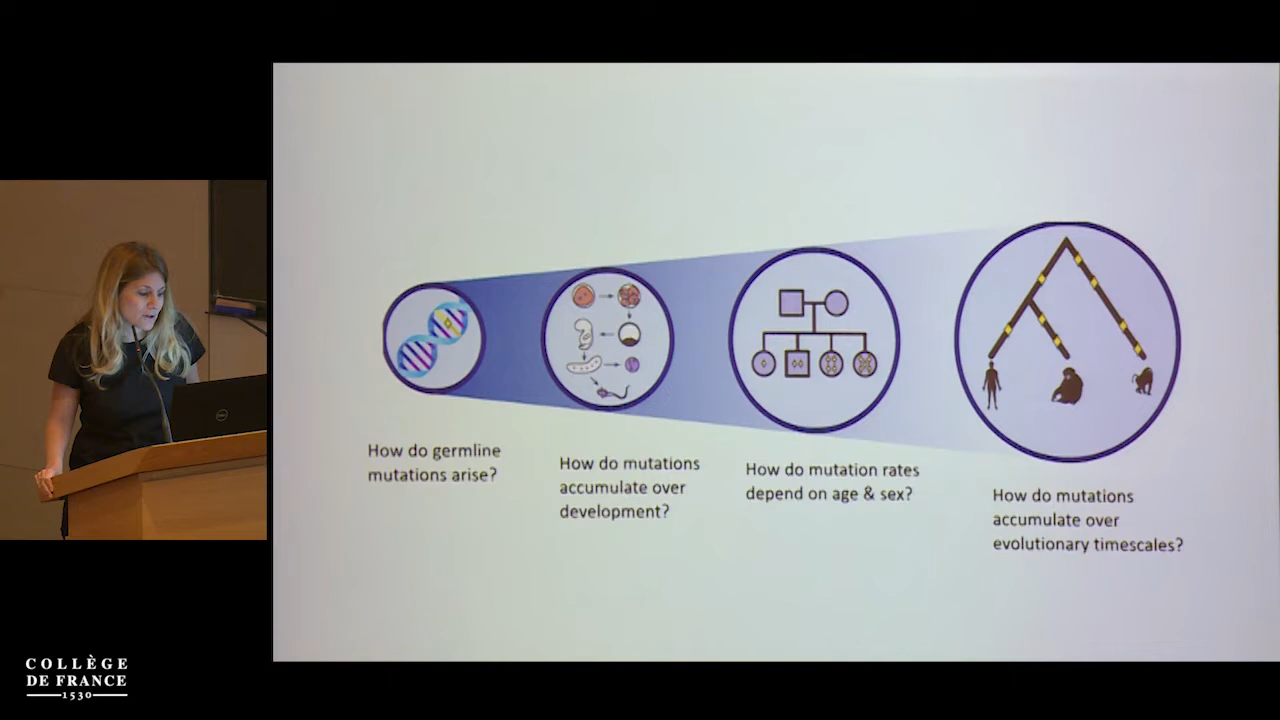 How do germline
mutations arise?
How do mutations
accumulate over
development?
How do mutation rates
depend on age & sex?
How do mutations
accumulate over
evolutionary timescales?
DELL
COLLÈGE
DE FRANCE
1530